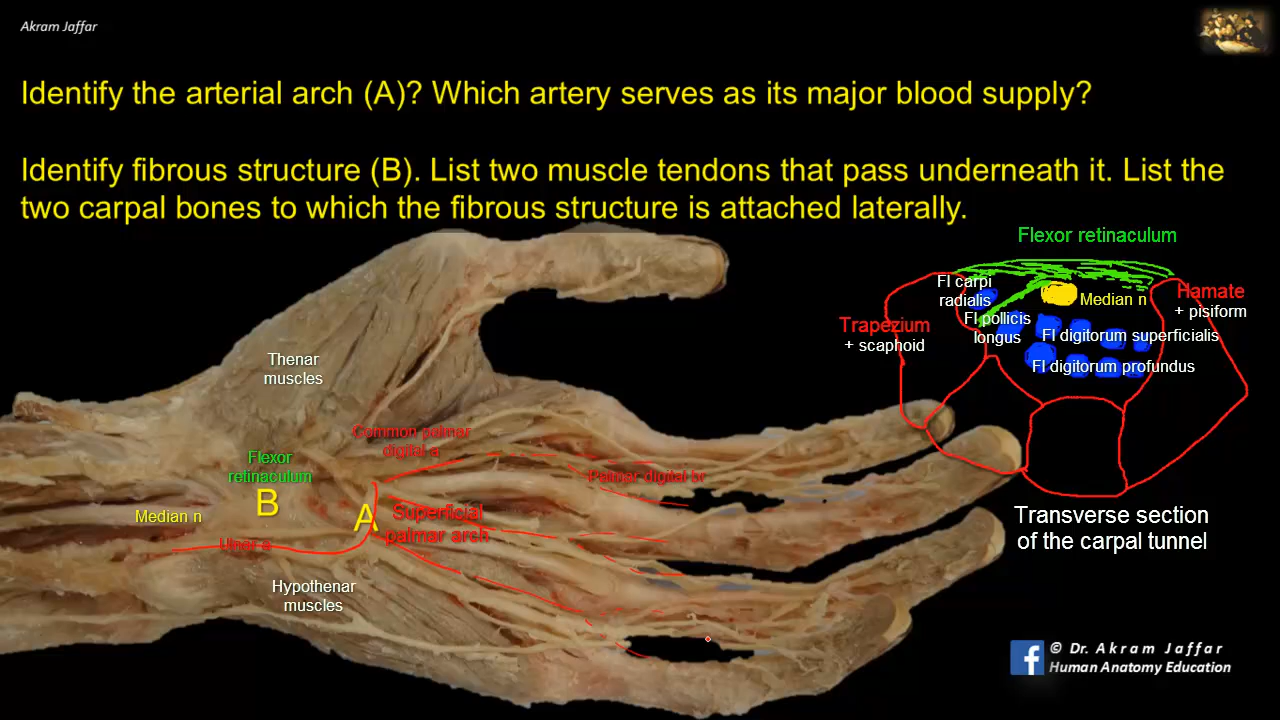 Akram Jaffar
Identify the arterial arch (A)? Which artery serves as its major blood supply?
Identify fibrous structure (B). List two muscle tendons that pass underneath it. List the
two carpal bones to which the fibrous structure is attached laterally.
Flexor retinaculum
Fl carpi
radialis
Median n
Hamate
+ pisiform
Trapezium
+ scaphoid
Fl pollicis
longus
Fl digitorum superficialis
Fl digitorum profundus
Thenar
muscles
Common palmar
digital a
Flexor
retinaculum
Palmar digital br
B
A
Median n
Superficial
palmar arch
Ulnar a
Hypothenar
muscles
Transverse section
of the carpal tunnel
f
© Dr. Akram Jaffar
Human Anatomy Education